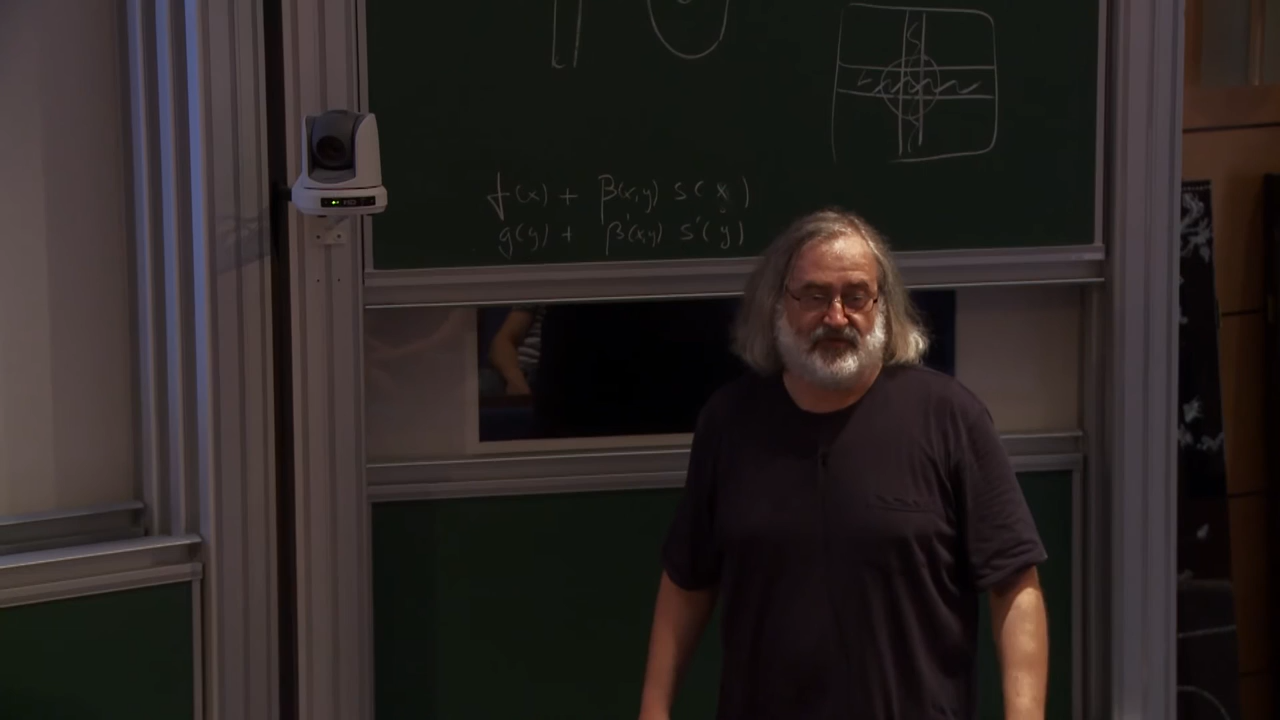 f(x) + β(x,y) s(x)
g(y) + β'(x,y) s'(y)